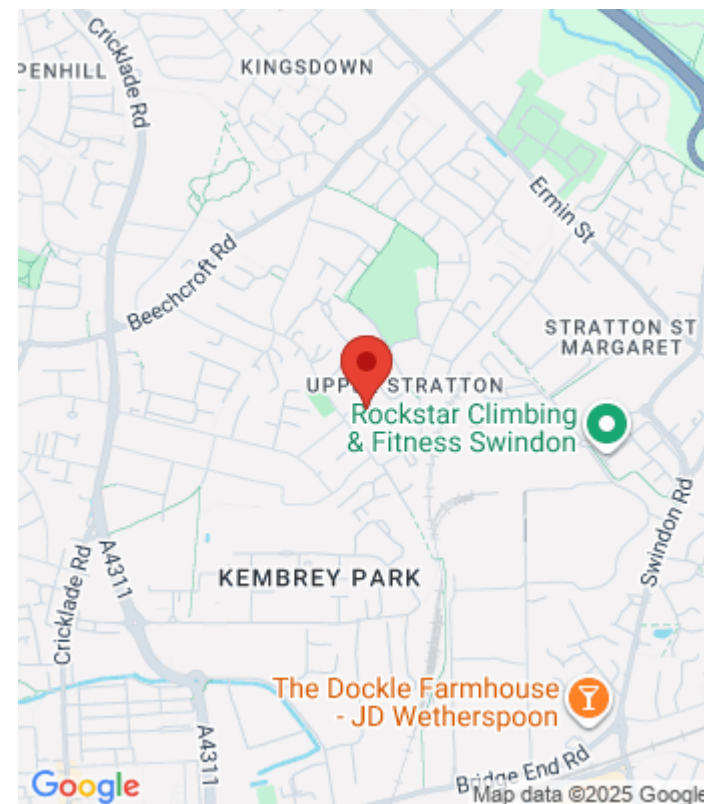 PENHILL
KINGSDOWN
Cricklade Rd
Ermin St
Beechcroft Rd
STRATTON ST
MARGARET
UPPER STRATTON
Rockstar Climbing
& Fitness Swindon
Swindon Rd
A4311
Cricklade Rd
KEMBREY PARK
The Dockle Farmhouse
- JD Wetherspoon
A4311
Bridge End Rd
Google
Map data ©2025 Google